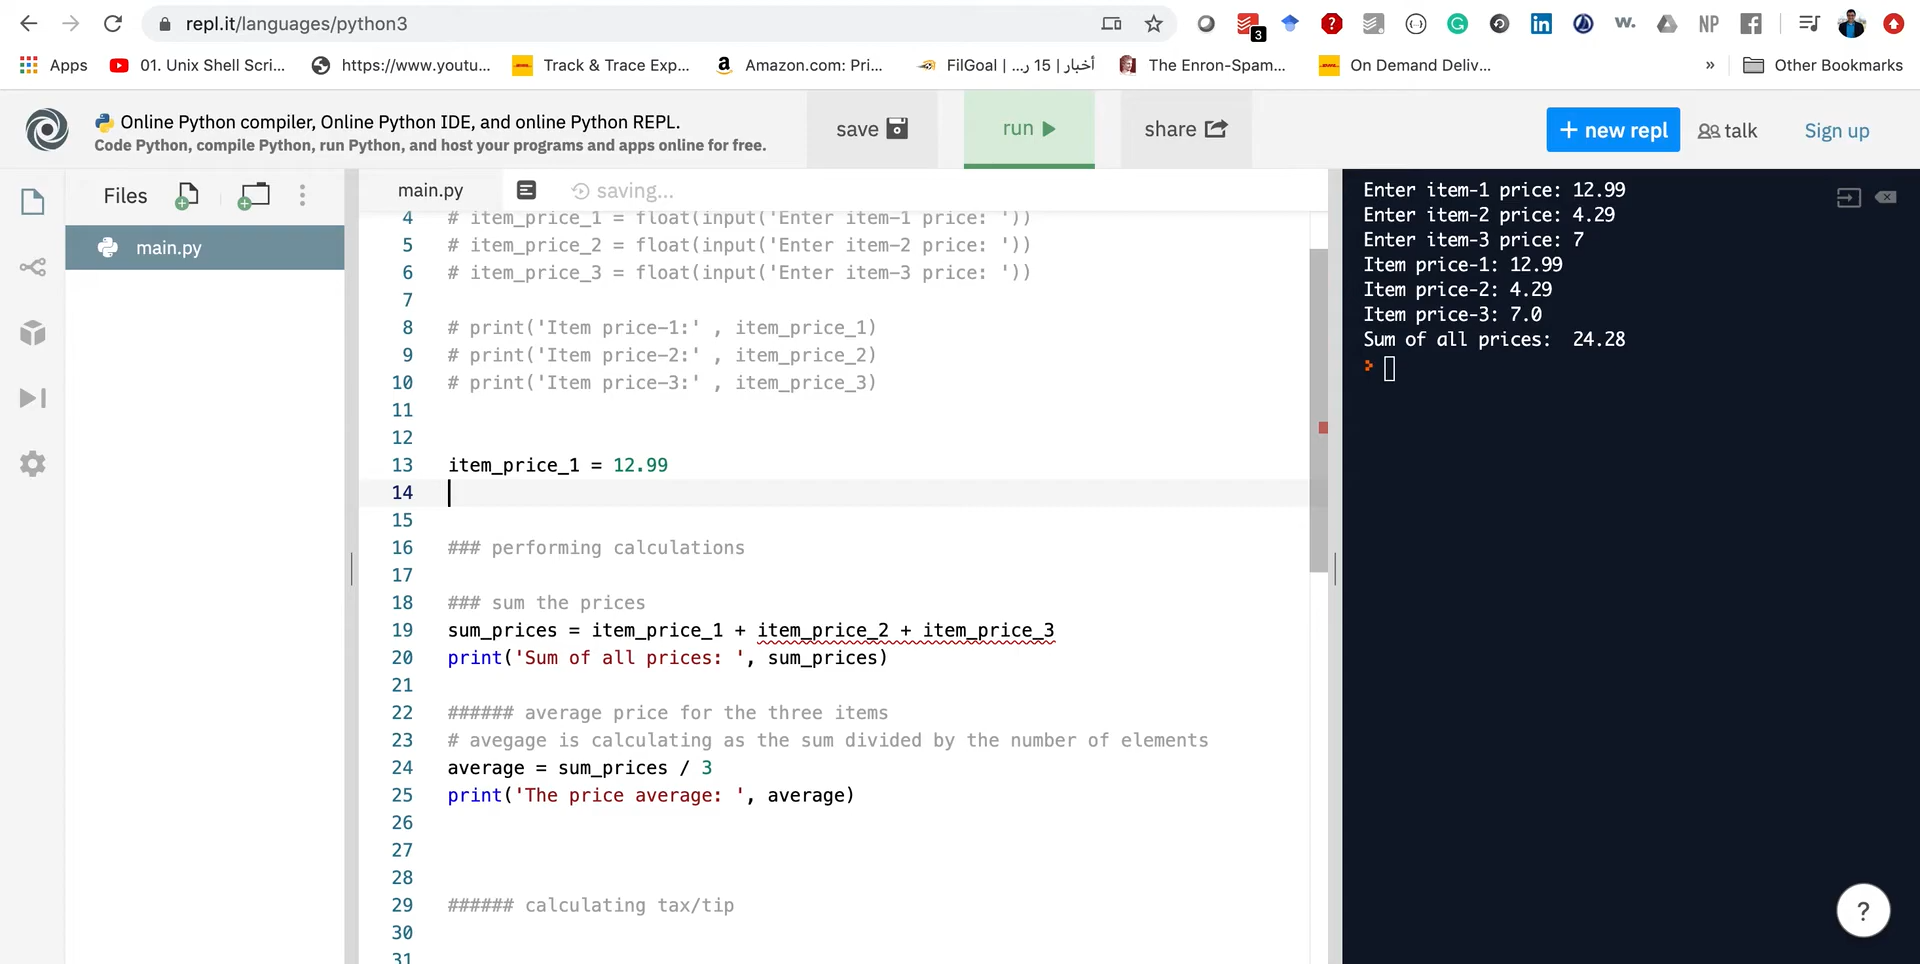 repl.it/languages/python3
3
NP
Apps
01. Unix Shell Scri...
https://www.youtu...
Track & Trace Exp...
Amazon.com: Pri...
FilGoal | ...أخبار | 15 ر
The Enron-Spam...
On Demand Deliv...
»
Other Bookmarks
Online Python compiler, Online Python IDE, and online Python REPL.
Code Python, compile Python, run Python, and host your programs and apps online for free.
save
run
share
+ new repl
talk
Sign up
Files
main.py
main.py
saving...
4 # item_price_1 = float(input('Enter item-1 price: '))
5 # item_price_2 = float(input('Enter item-2 price: '))
6 # item_price_3 = float(input('Enter item-3 price: '))
7
8 # print('Item price-1:' , item_price_1)
9 # print('Item price-2:' , item_price_2)
10 # print('Item price-3:' , item_price_3)
11
12
13 item_price_1 = 12.99
14
15
16 ### performing calculations
17
18 ### sum the prices
19 sum_prices = item_price_1 + item_price_2 + item_price_3
20 print('Sum of all prices: ', sum_prices)
21
22 ###### average price for the three items
23 # avegage is calculating as the sum divided by the number of elements
24 average = sum_prices / 3
25 print('The price average: ', average)
26
27
28
29 ###### calculating tax/tip
30
31
Enter item-1 price: 12.99
Enter item-2 price: 4.29
Enter item-3 price: 7
Item price-1: 12.99
Item price-2: 4.29
Item price-3: 7.0
Sum of all prices:  24.28
?